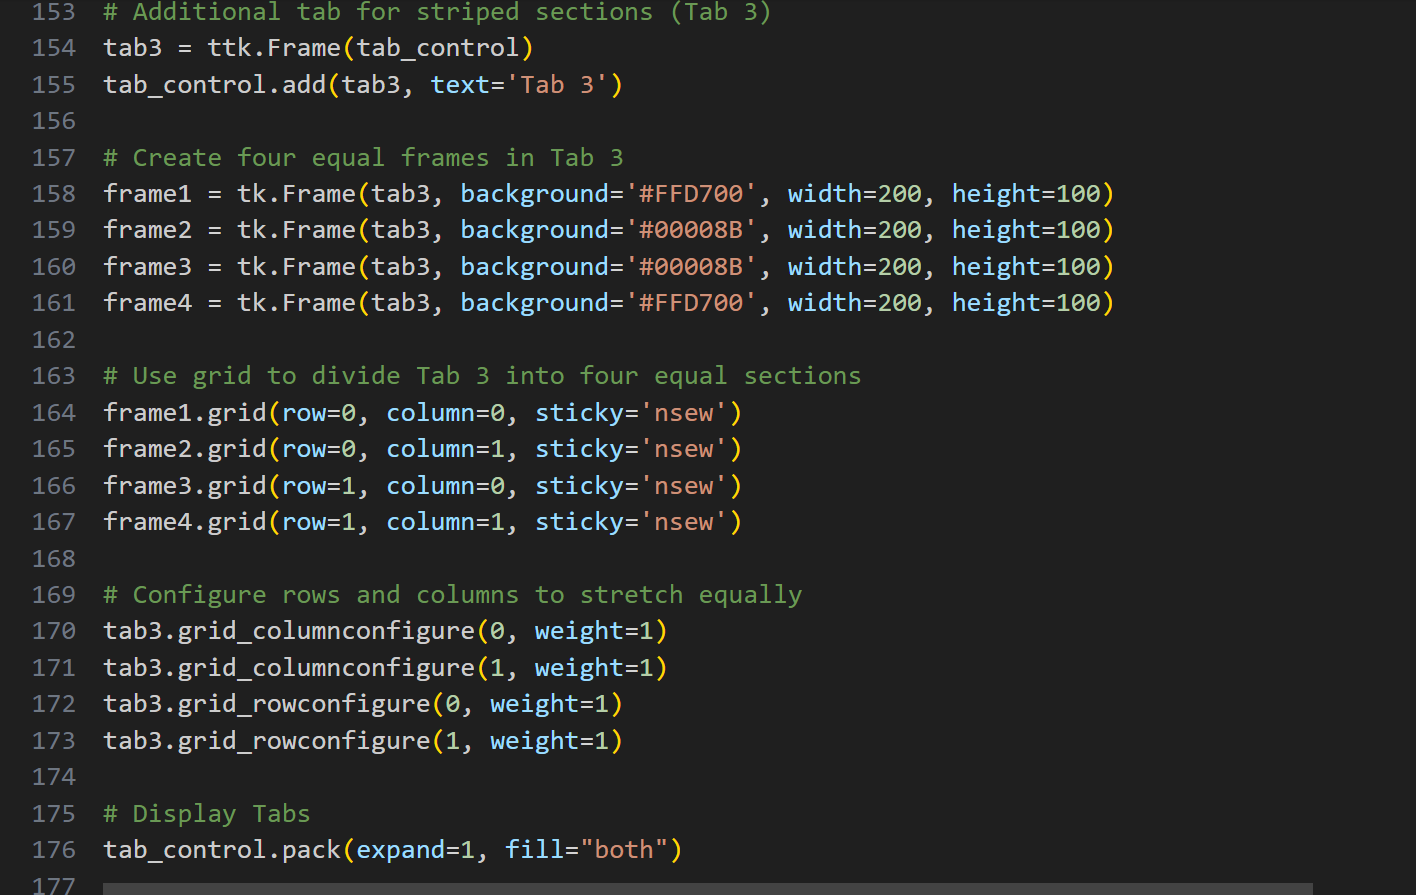 153 # Additional tab for striped sections (Tab 3)
154 tab3 = ttk.Frame(tab_control)
155 tab_control.add(tab3, text='Tab 3')
156
157 # Create four equal frames in Tab 3
158 frame1 = tk.Frame(tab3, background='#FFD700', width=200, height=100)
159 frame2 = tk.Frame(tab3, background='#00008B', width=200, height=100)
160 frame3 = tk.Frame(tab3, background='#00008B', width=200, height=100)
161 frame4 = tk.Frame(tab3, background='#FFD700', width=200, height=100)
162
163 # Use grid to divide Tab 3 into four equal sections
164 frame1.grid(row=0, column=0, sticky='nsew')
165 frame2.grid(row=0, column=1, sticky='nsew')
166 frame3.grid(row=1, column=0, sticky='nsew')
167 frame4.grid(row=1, column=1, sticky='nsew')
168
169 # Configure rows and columns to stretch equally
170 tab3.grid_columnconfigure(0, weight=1)
171 tab3.grid_columnconfigure(1, weight=1)
172 tab3.grid_rowconfigure(0, weight=1)
173 tab3.grid_rowconfigure(1, weight=1)
174
175 # Display Tabs
176 tab_control.pack(expand=1, fill="both")
177